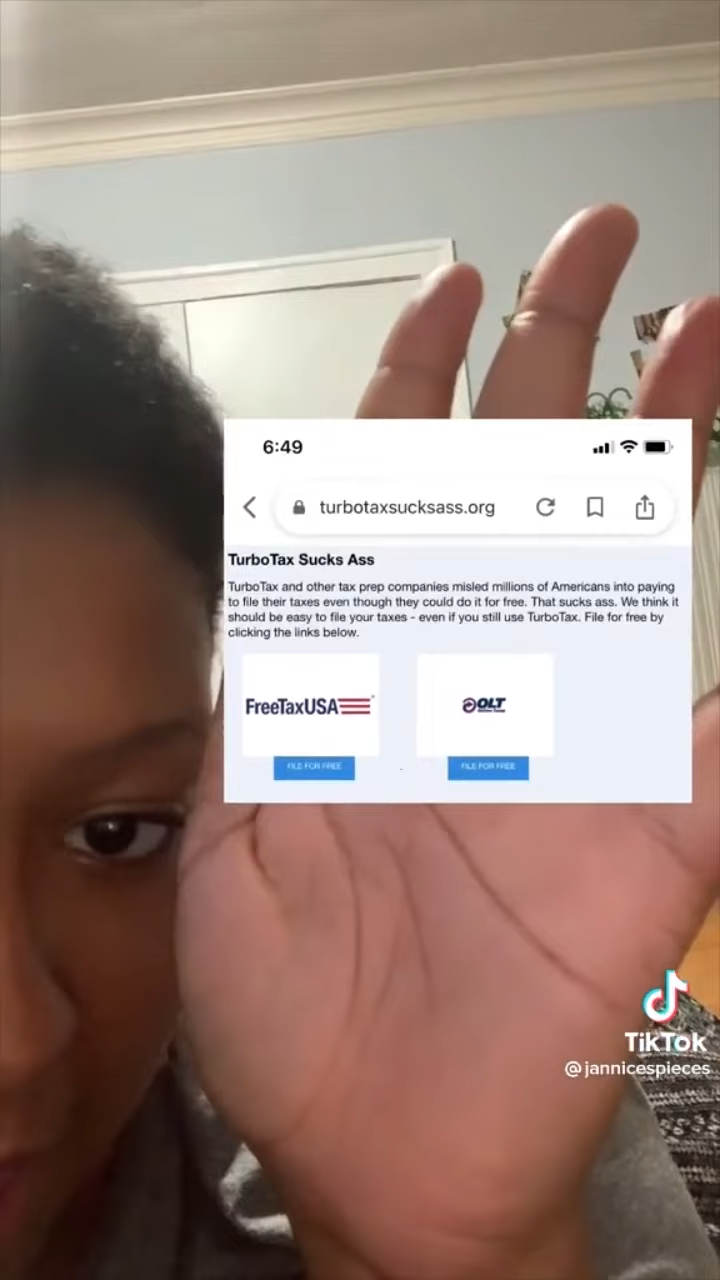 6:49
turbotaxsucksass.org
TurboTax Sucks Ass
TurboTax and other tax prep companies misled millions of Americans into paying
to file their taxes even though they could do it for free. That sucks ass. We think it
should be easy to file your taxes - even if you still use TurboTax. File for free by
clicking the links below.
FreeTaxUSA
OLT
FILE FOR FREE
FILE FOR FREE
TikTok
@jannicespieces